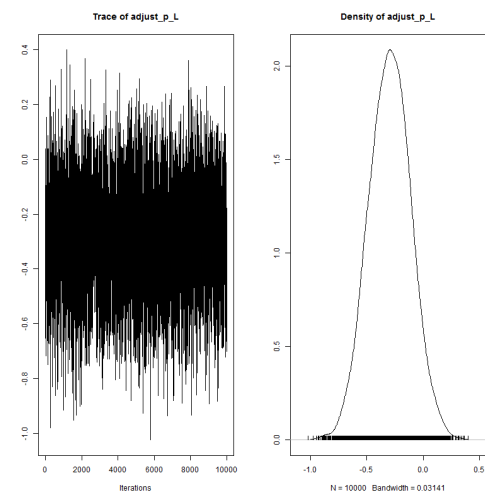 Trace of adjust_p_L
0.4
0.2
0.0
-0.2
-0.4
-0.6
-0.8
-1.0
0 2000 4000 6000 8000 10000
Iterations
Density of adjust_p_L
2.0
1.5
1.0
0.5
0.0
-1.0 -0.5 0.0 0.5
N = 10000 Bandwidth = 0.03141